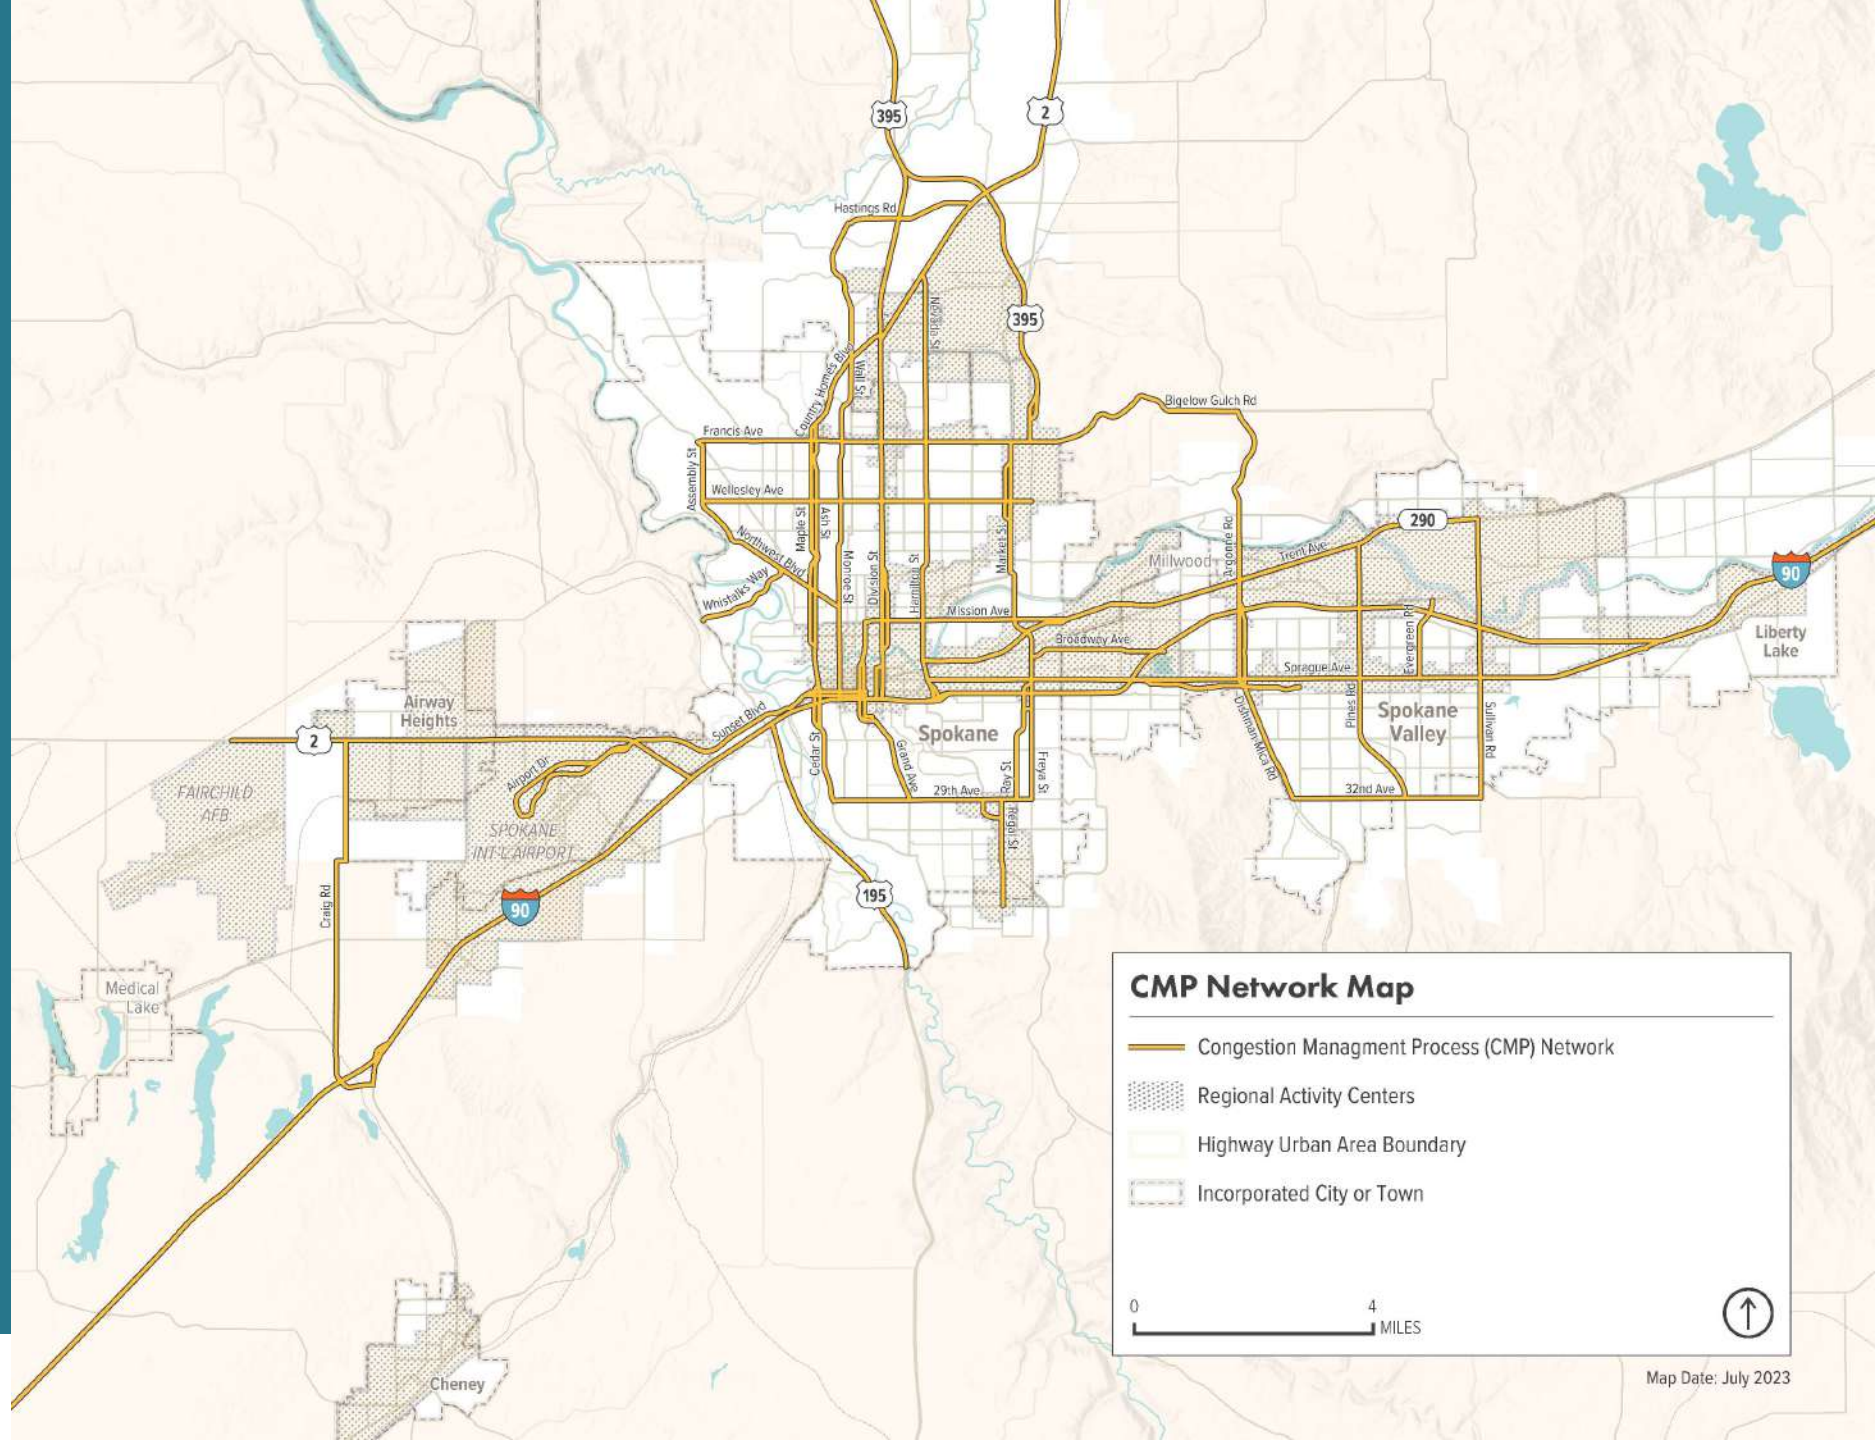 395
2
Hastings Rd
Nevada St
395
Country Homes Blvd
Wall St
Bigelow Gulch Rd
Francis Ave
Assembly St
Wellesley Ave
Maple St
Ash St
Northwest Blvd
Market St
Argonne Rd
290
Trent Ave
Millwood
90
Whistalks Way
Monroe St
Division St
Hamilton St
Mission Ave
Broadway Ave
Evergreen Rd
Liberty
Lake
Sprague Ave
Airway
Heights
Sunset Blvd
Spokane
Pines Rd
Spokane
Valley
Sullivan Rd
2
Cedar St
Grand Ave
Dishman-Mica Rd
Airport Dr
Ray St
Freya St
29th Ave
32nd Ave
FAIRCHILD
AFB
SPOKANE
INT'L AIRPORT
Regal St
Craig Rd
90
195
Medical
Lake
Cheney
CMP Network Map
Congestion Managment Process (CMP) Network
Regional Activity Centers
Highway Urban Area Boundary
Incorporated City or Town
0 4
MILES
Map Date: July 2023